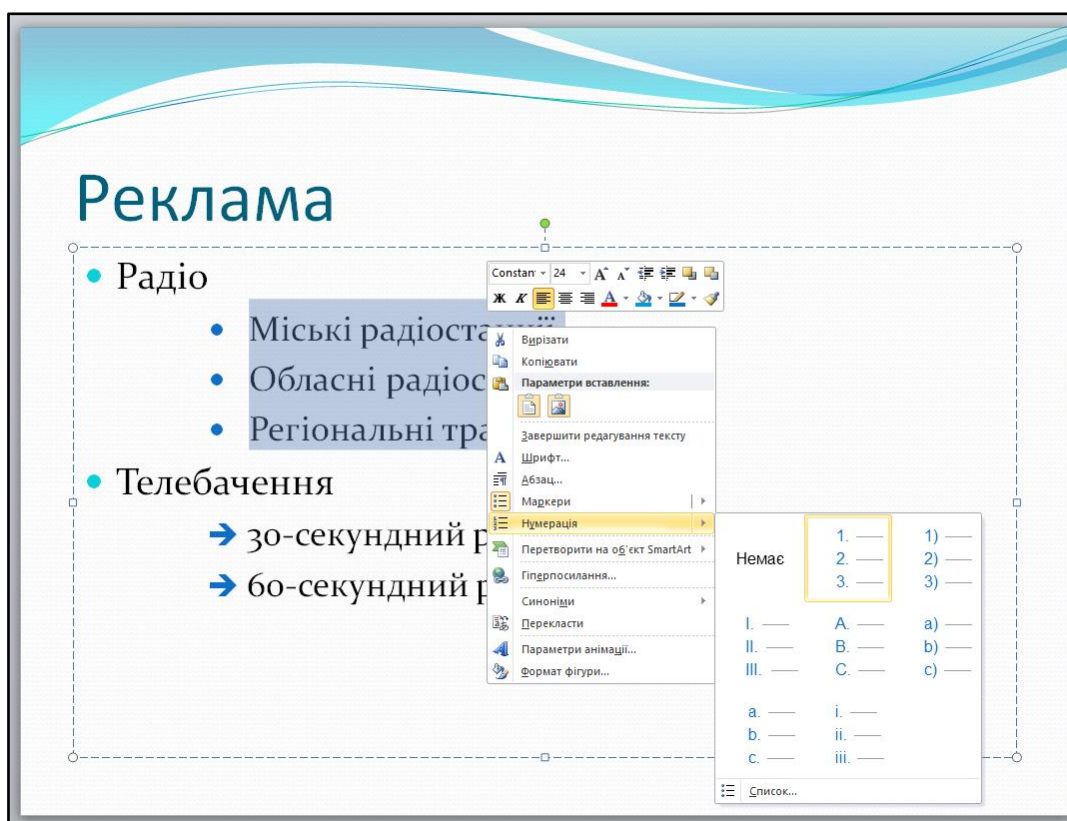 Реклама
• Радіо
• Міські радіостанції
• Обласні радіос
• Регіональні тра
• Телебачення
➔ 30-секундний р
➔ 60-секундний р
Constan 24
Ж К
Вирізати
Копіювати
Параметри вставлення:
Завершити редагування тексту
Шрифт...
Абзац...
Маркери
Нумерація
Перетворити на об'єкт SmartArt
Гіперпосилання...
Синоніми
Перекласти
Параметри анімації...
Формат фігури...
Немає
1.
2.
3.
1)
2)
3)
I.
II.
III.
A.
B.
C.
a)
b)
c)
a.
b.
c.
i.
ii.
iii.
Список...